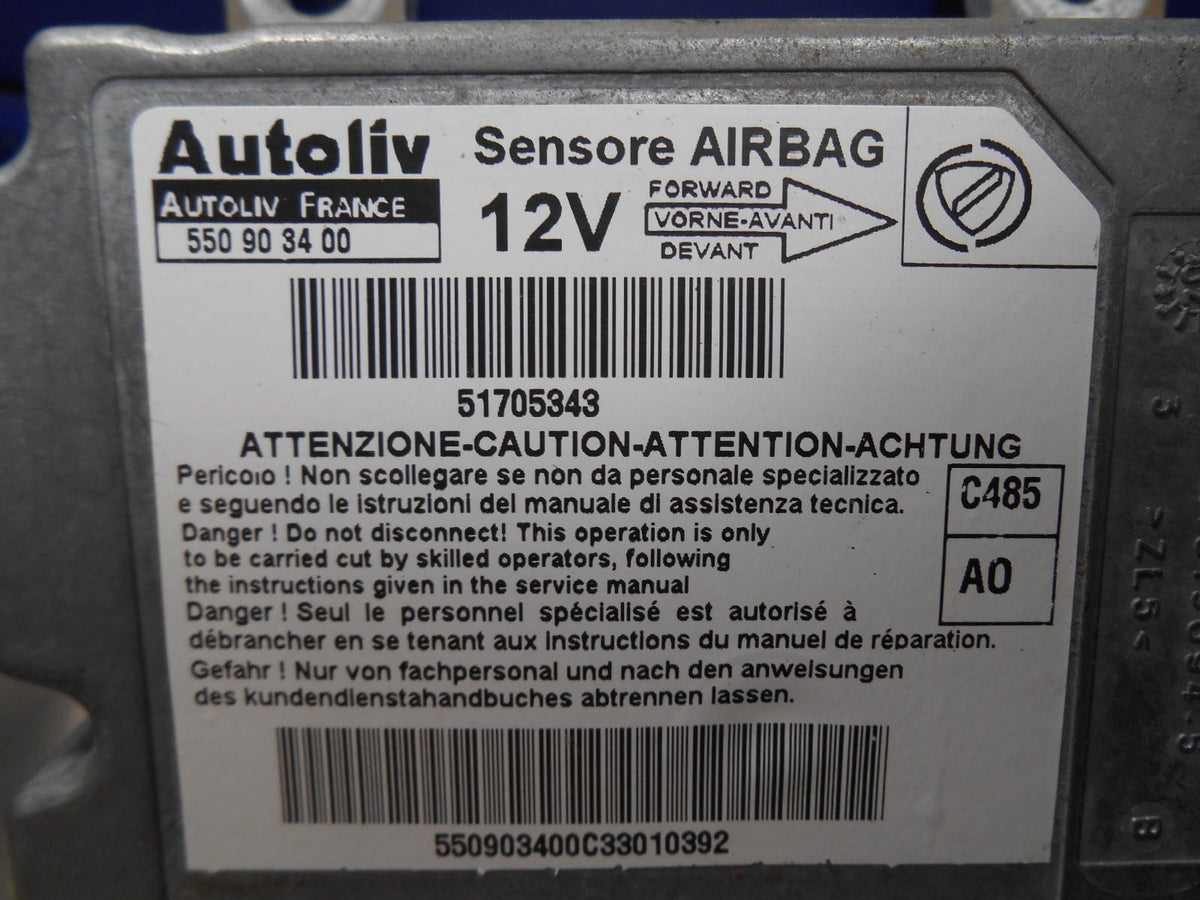 Autoliv
AUTOLIV FRANCE
550 90 34 00
Sensore AIRBAG
12V
FORWARD
VORNE-AVANTI
DEVANT
51705343
ATTENZIONE-CAUTION-ATTENTION-ACHTUNG
Pericolo ! Non scollegare se non da personale specializzato
e seguendo le istruzioni del manuale di assistenza tecnica.
Danger ! Do not disconnect! This operation is only
to be carried cut by skilled operators, following
the instructions given in the service manual
Danger ! Seul le personnel spécialisé est autorisé à
débrancher en se tenant aux instructions du manuel de réparation.
Gefahr ! Nur von fachpersonal und nach den anweisungen
des kundendienstahandbuches abtrennen lassen.
C485
A0
550903400C33010392
3
>ZL5<
B